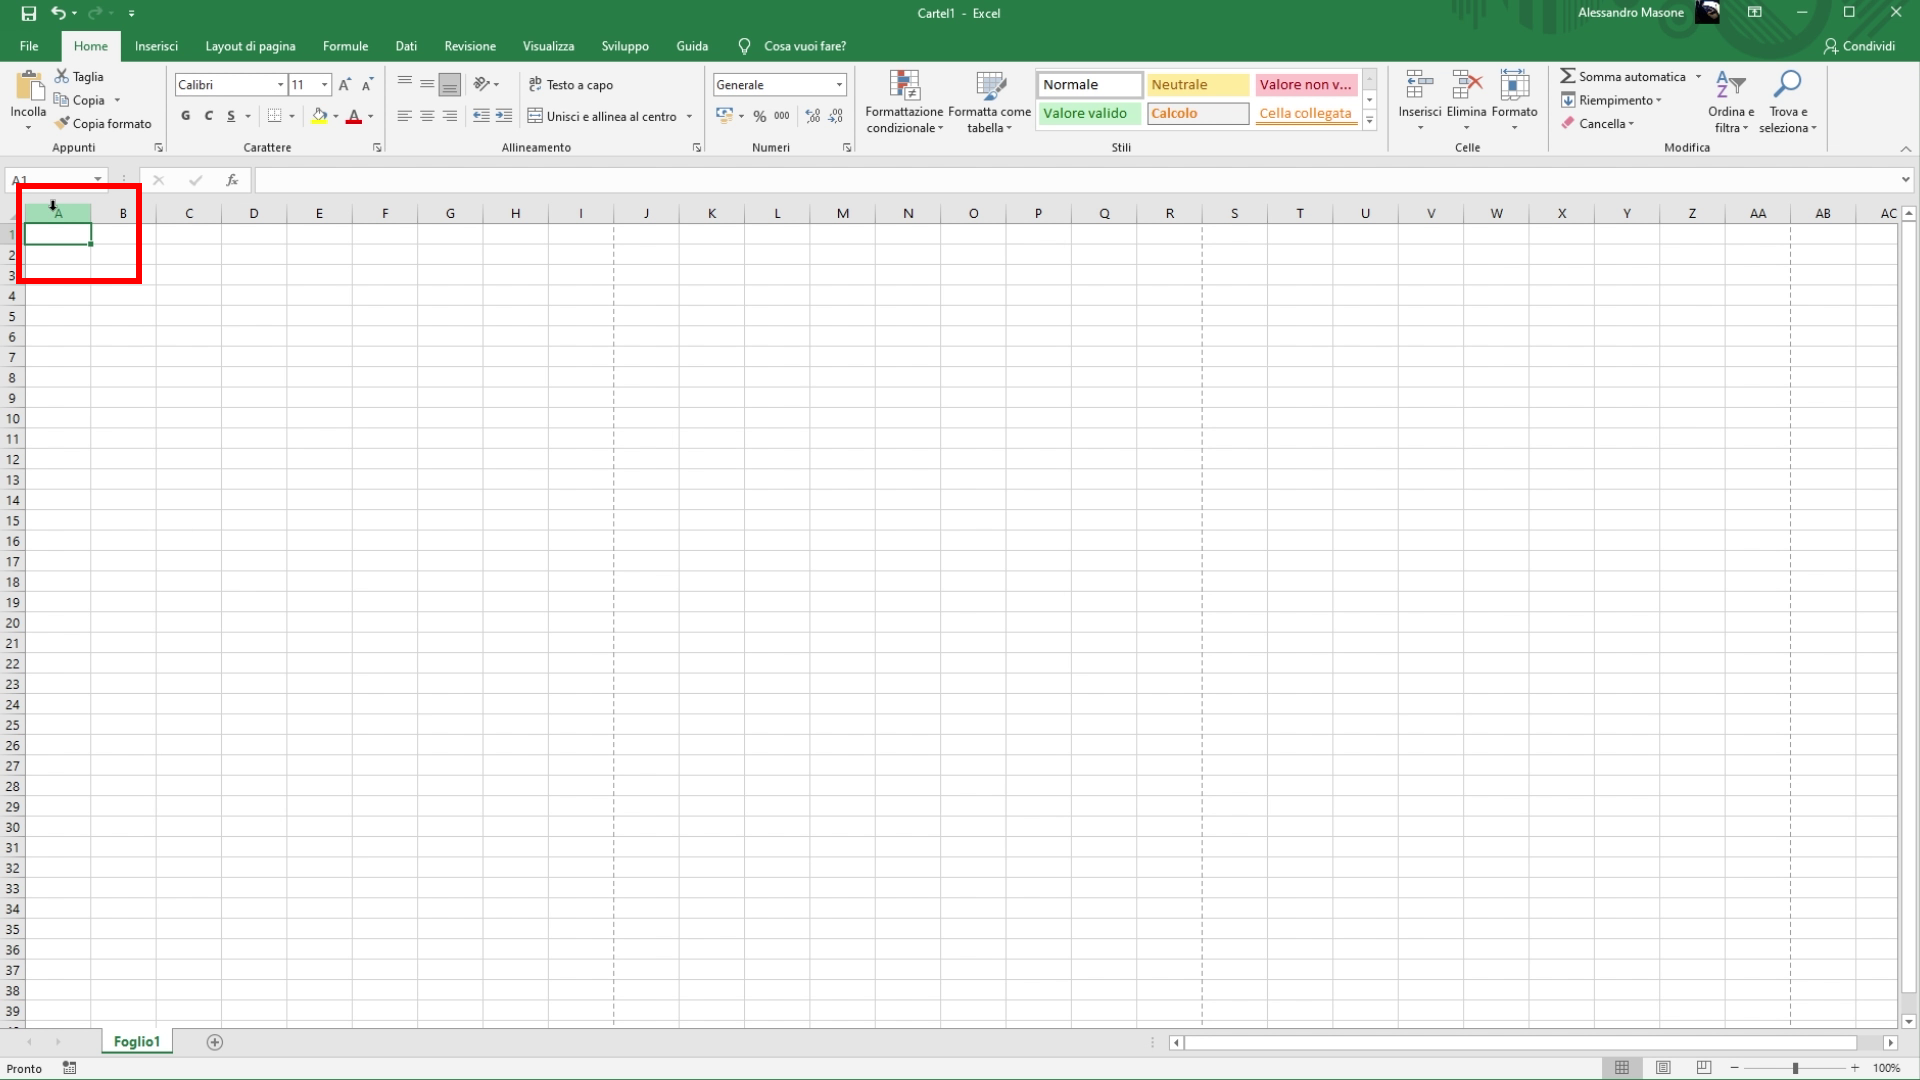 Cartel1 - Excel
Alessandro Masone
File Home Inserisci Layout di pagina Formule Dati Revisione Visualizza Sviluppo Guida Cosa vuoi fare? Condividi
Incolla
Taglia
Copia
Copia formato
Appunti
Calibri 11
G C S A
Carattere
ab Testo a capo
Unisci e allinea al centro
Allineamento
Generale
% 000
Numeri
Formattazione condizionale
Formatta come tabella
Normale Neutrale Valore non v...
Valore valido Calcolo Cella collegata
Stili
Inserisci Elimina Formato
Celle
Somma automatica
Riempimento
Cancella
Ordina e filtra
Trova e seleziona
Modifica
A1 fx
A B C D E F G H I J K L M N O P Q R S T U V W X Y Z AA AB AC
1
2
3
4
5
6
7
8
9
10
11
12
13
14
15
16
17
18
19
20
21
22
23
24
25
26
27
28
29
30
31
32
33
34
35
36
37
38
39
Foglio1
Pronto 100%